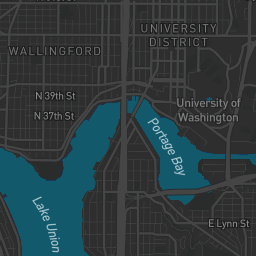 UNIVERSITY
DISTRICT
WALLINGFORD
N 39th St
University of
Washington
N 37th St
Portage Bay
Lake Union
E Lynn St